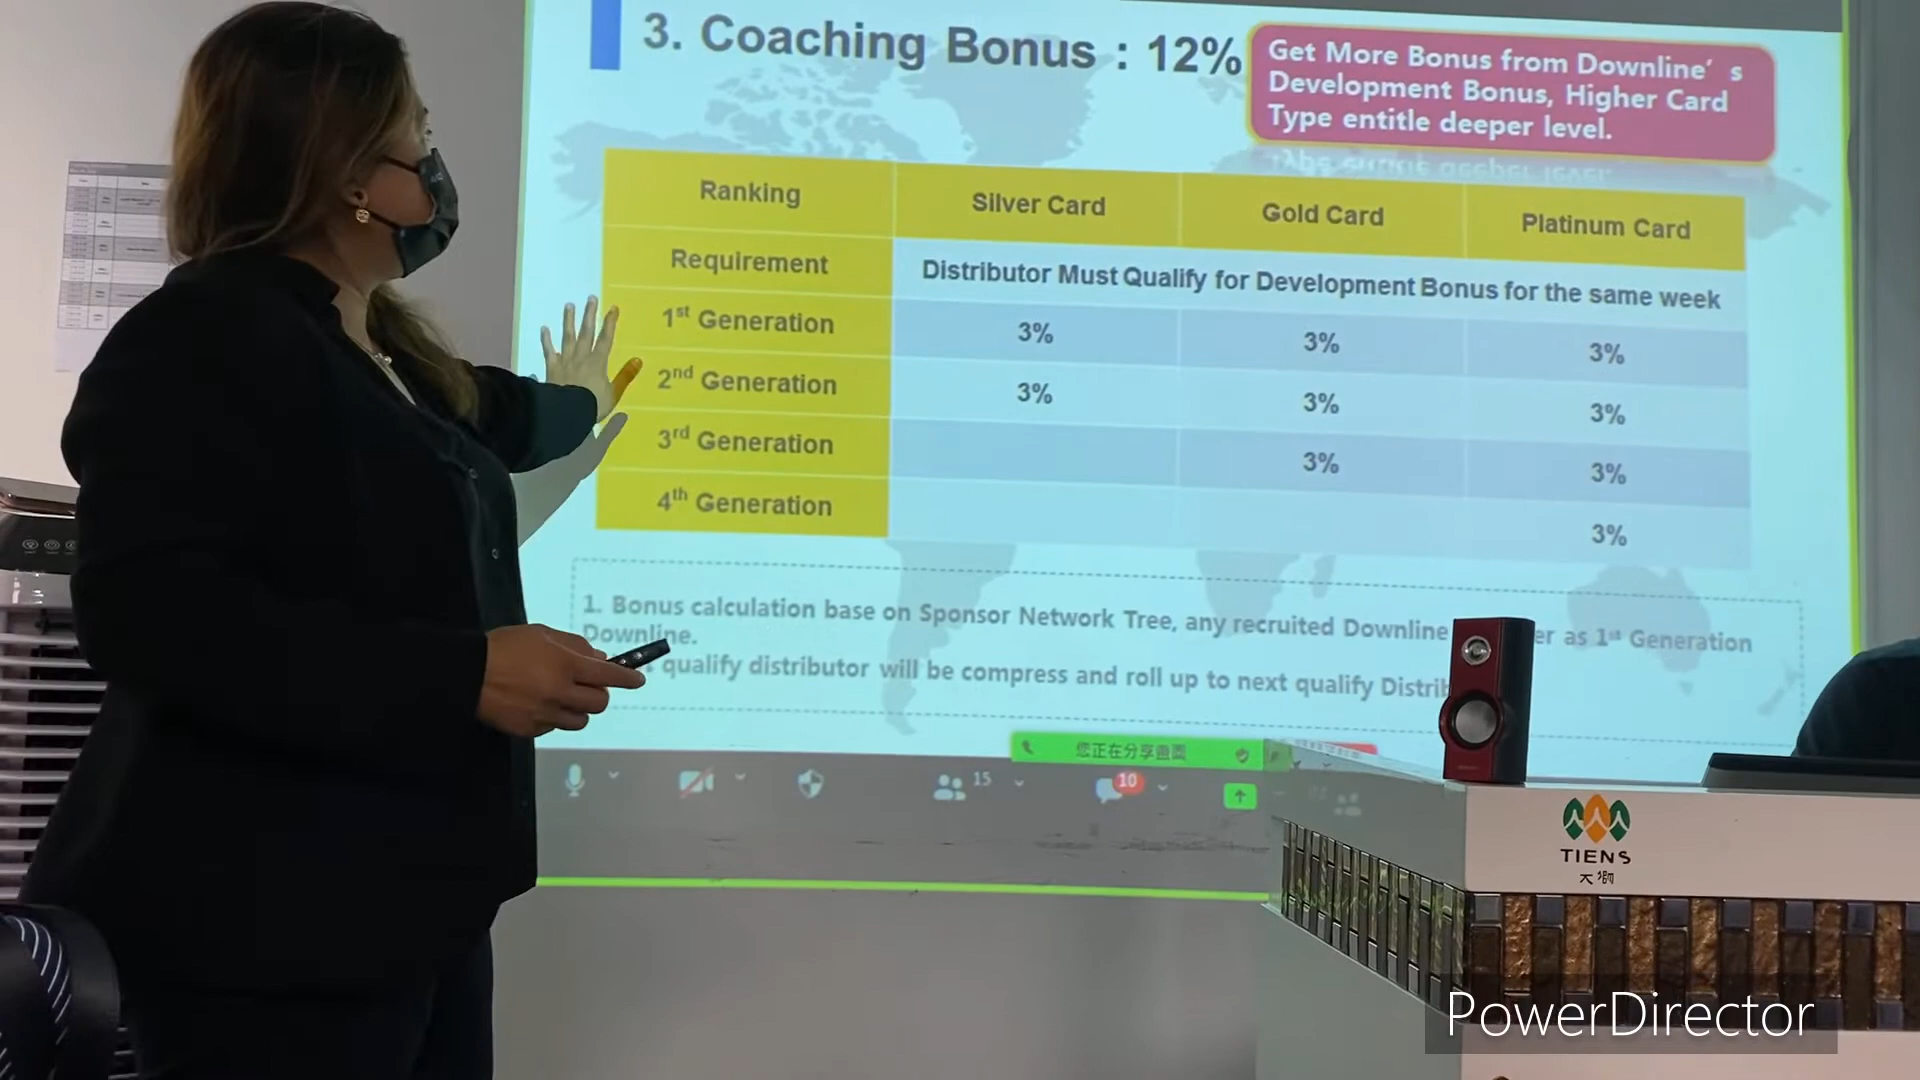 3. Coaching Bonus : 12%
Get More Bonus from Downline's
Development Bonus, Higher Card
Type entitle deeper level.
Ranking Silver Card Gold Card Platinum Card
Requirement Distributor Must Qualify for Development Bonus for the same week
1st Generation 3% 3% 3%
2nd Generation 3% 3% 3%
3rd Generation 3% 3%
4th Generation 3%
1. Bonus calculation base on Sponsor Network Tree, any recruited Downline er as 1st Generation
Downline.
qualify distributor will be compress and roll up to next qualify Distrib
您正在分享画面
15
10
TIENS
天狮
PowerDirector